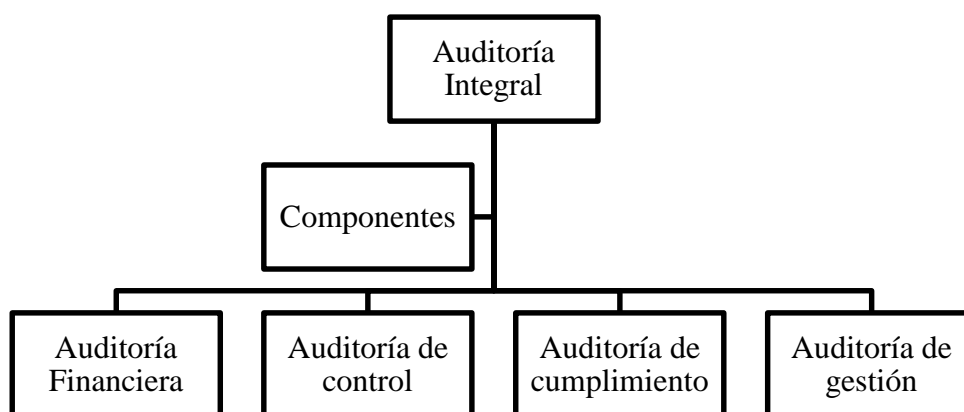 Auditoría
Integral
Componentes
Auditoría
Financiera
Auditoría de
control
Auditoría de
cumplimiento
Auditoría de
gestión